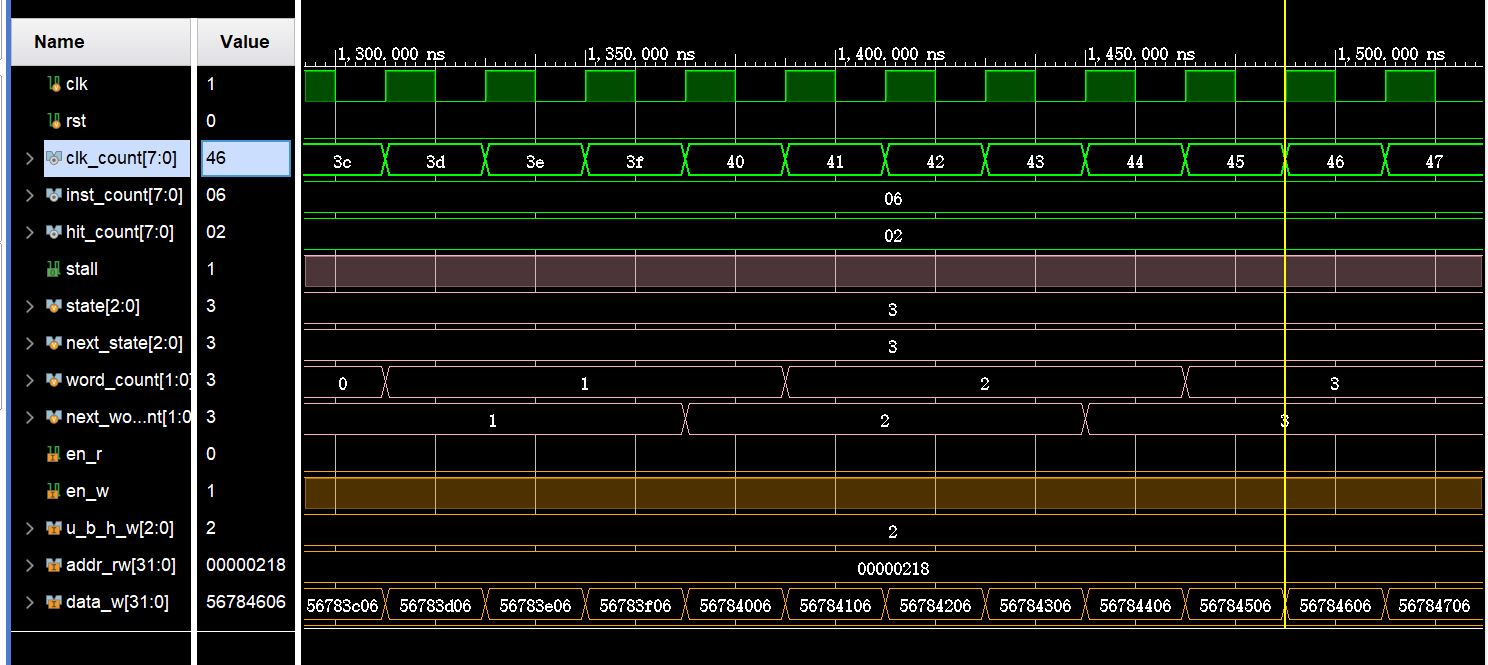 Name Value 1,300.000 ns 1,350.000 ns 1,400.000 ns 1,450.000 ns 1,500.000 ns
clk 1
rst 0
clk_count[7:0] 46 3c 3d 3e 3f 40 41 42 43 44 45 46 47
inst_count[7:0] 06 06
hit_count[7:0] 02 02
stall 1
state[2:0] 3 3
next_state[2:0] 3 3
word_count[1:0] 3 0 1 2 3
next_wo...nt[1:0 3 1 2 3
en_r 0
en_w 1
u_b_h_w[2:0] 2 2
addr_rw[31:0] 00000218 00000218
data_w[31:0] 56784606 56783c06 56783d06 56783e06 56783f06 56784006 56784106 56784206 56784306 56784406 56784506 56784606 56784706